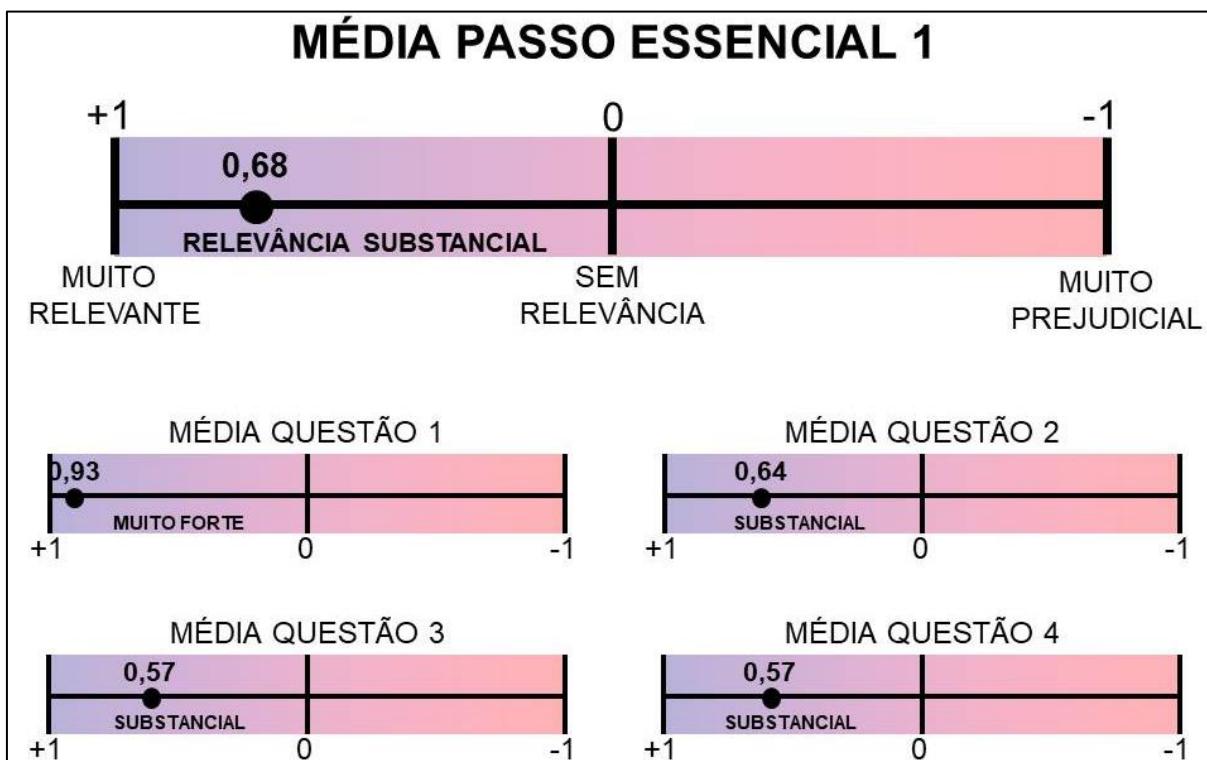 MÉDIA PASSO ESSENCIAL 1
+1 0 -1
0,68
RELEVÂNCIA SUBSTANCIAL
MUITO RELEVANTE
SEM RELEVÂNCIA
MUITO PREJUDICIAL
MÉDIA QUESTÃO 1
0,93
MUITO FORTE
+1 0 -1
MÉDIA QUESTÃO 2
0,64
SUBSTANCIAL
+1 0 -1
MÉDIA QUESTÃO 3
0,57
SUBSTANCIAL
+1 0 -1
MÉDIA QUESTÃO 4
0,57
SUBSTANCIAL
+1 0 -1